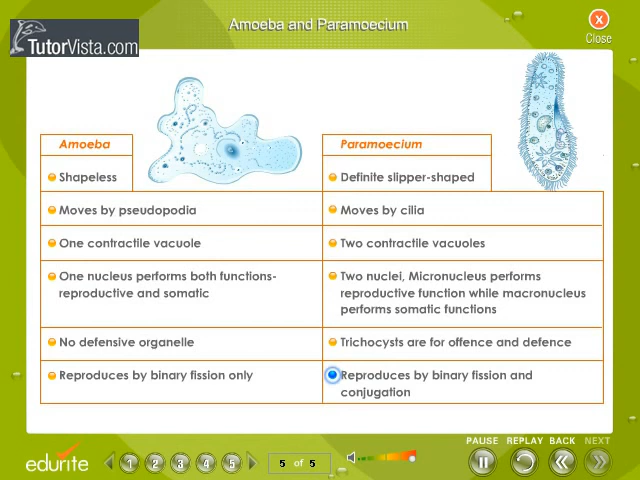 Amoeba and Paramoecium
x
Close
TutorVista.com
Amoeba
Paramoecium
Shapeless
Definite slipper-shaped
Moves by pseudopodia
Moves by cilia
One contractile vacuole
Two contractile vacuoles
One nucleus performs both functions-
reproductive and somatic
Two nuclei, Micronucleus performs
reproductive function while macronucleus
performs somatic functions
No defensive organelle
Trichocysts are for offence and defence
Reproduces by binary fission only
Reproduces by binary fission and
conjugation
PAUSE REPLAY BACK NEXT
edurite
1 2 3 4 5
5 of 5